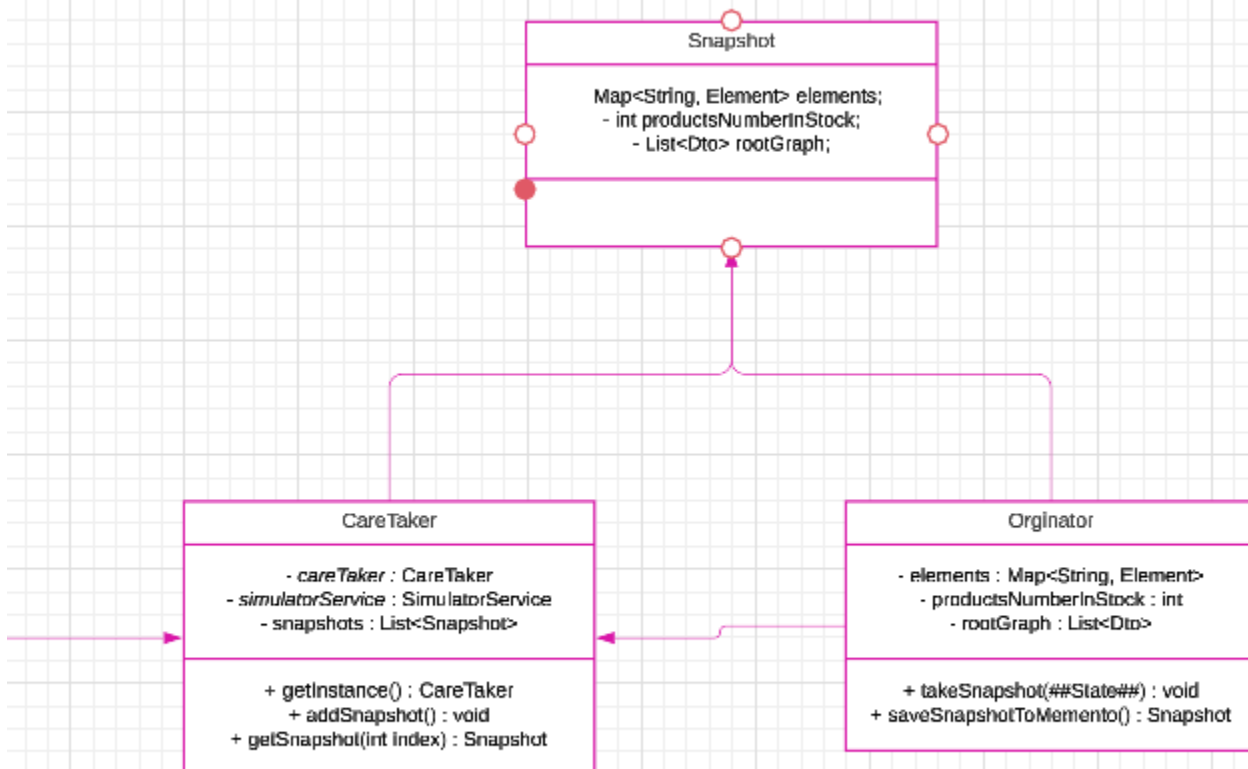 Snapshot
Map<String, Element> elements;
- int productsNumberInStock;
- List<Dto> rootGraph;
CareTaker
- careTaker : CareTaker
- simulatorService : SimulatorService
- snapshots : List<Snapshot>
+ getInstance() : CareTaker
+ addSnapshot() : void
+ getSnapshot(int index) : Snapshot
Orginator
- elements : Map<String, Element>
- productsNumberInStock : int
- rootGraph : List<Dto>
+ takeSnapshot(##State##) : void
+ saveSnapshotToMemento() : Snapshot